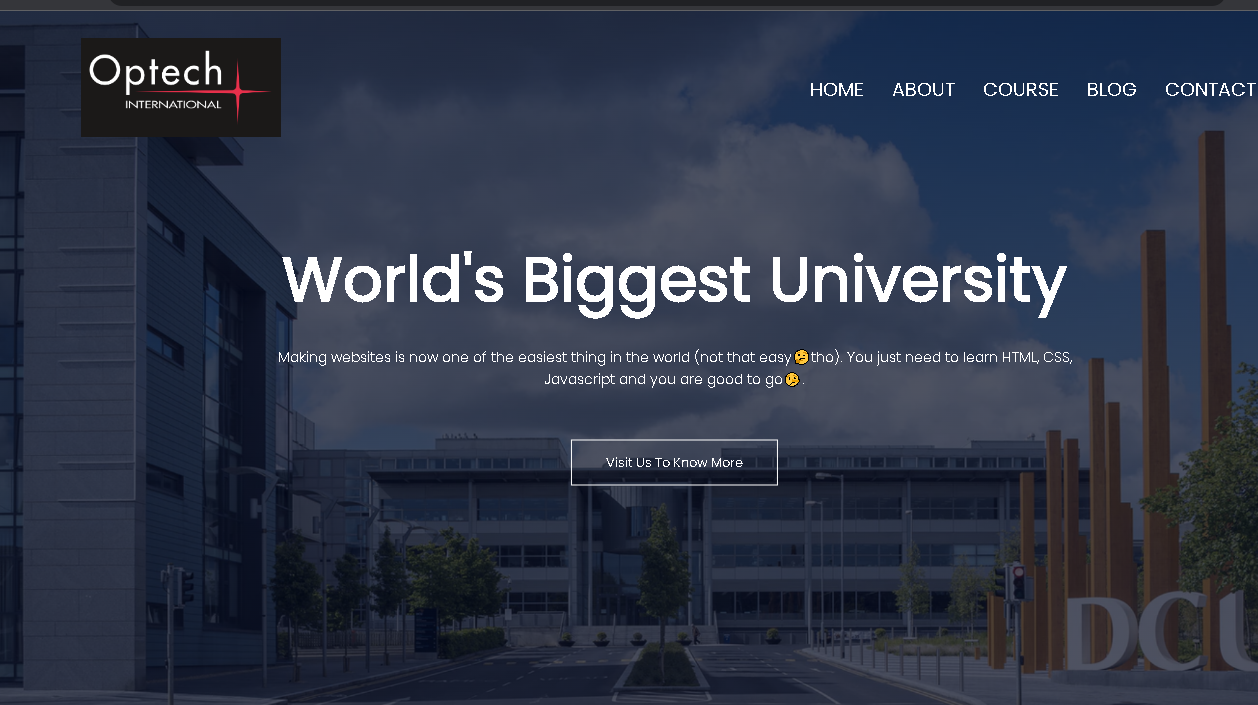 Optech
INTERNATIONAL
HOME ABOUT COURSE BLOG CONTACT
World's Biggest University
Making websites is now one of the easiest thing in the world (not that easy🫤tho). You just need to learn HTML, CSS,
Javascript and you are good to go🤨.
Visit Us To Know More
DCU